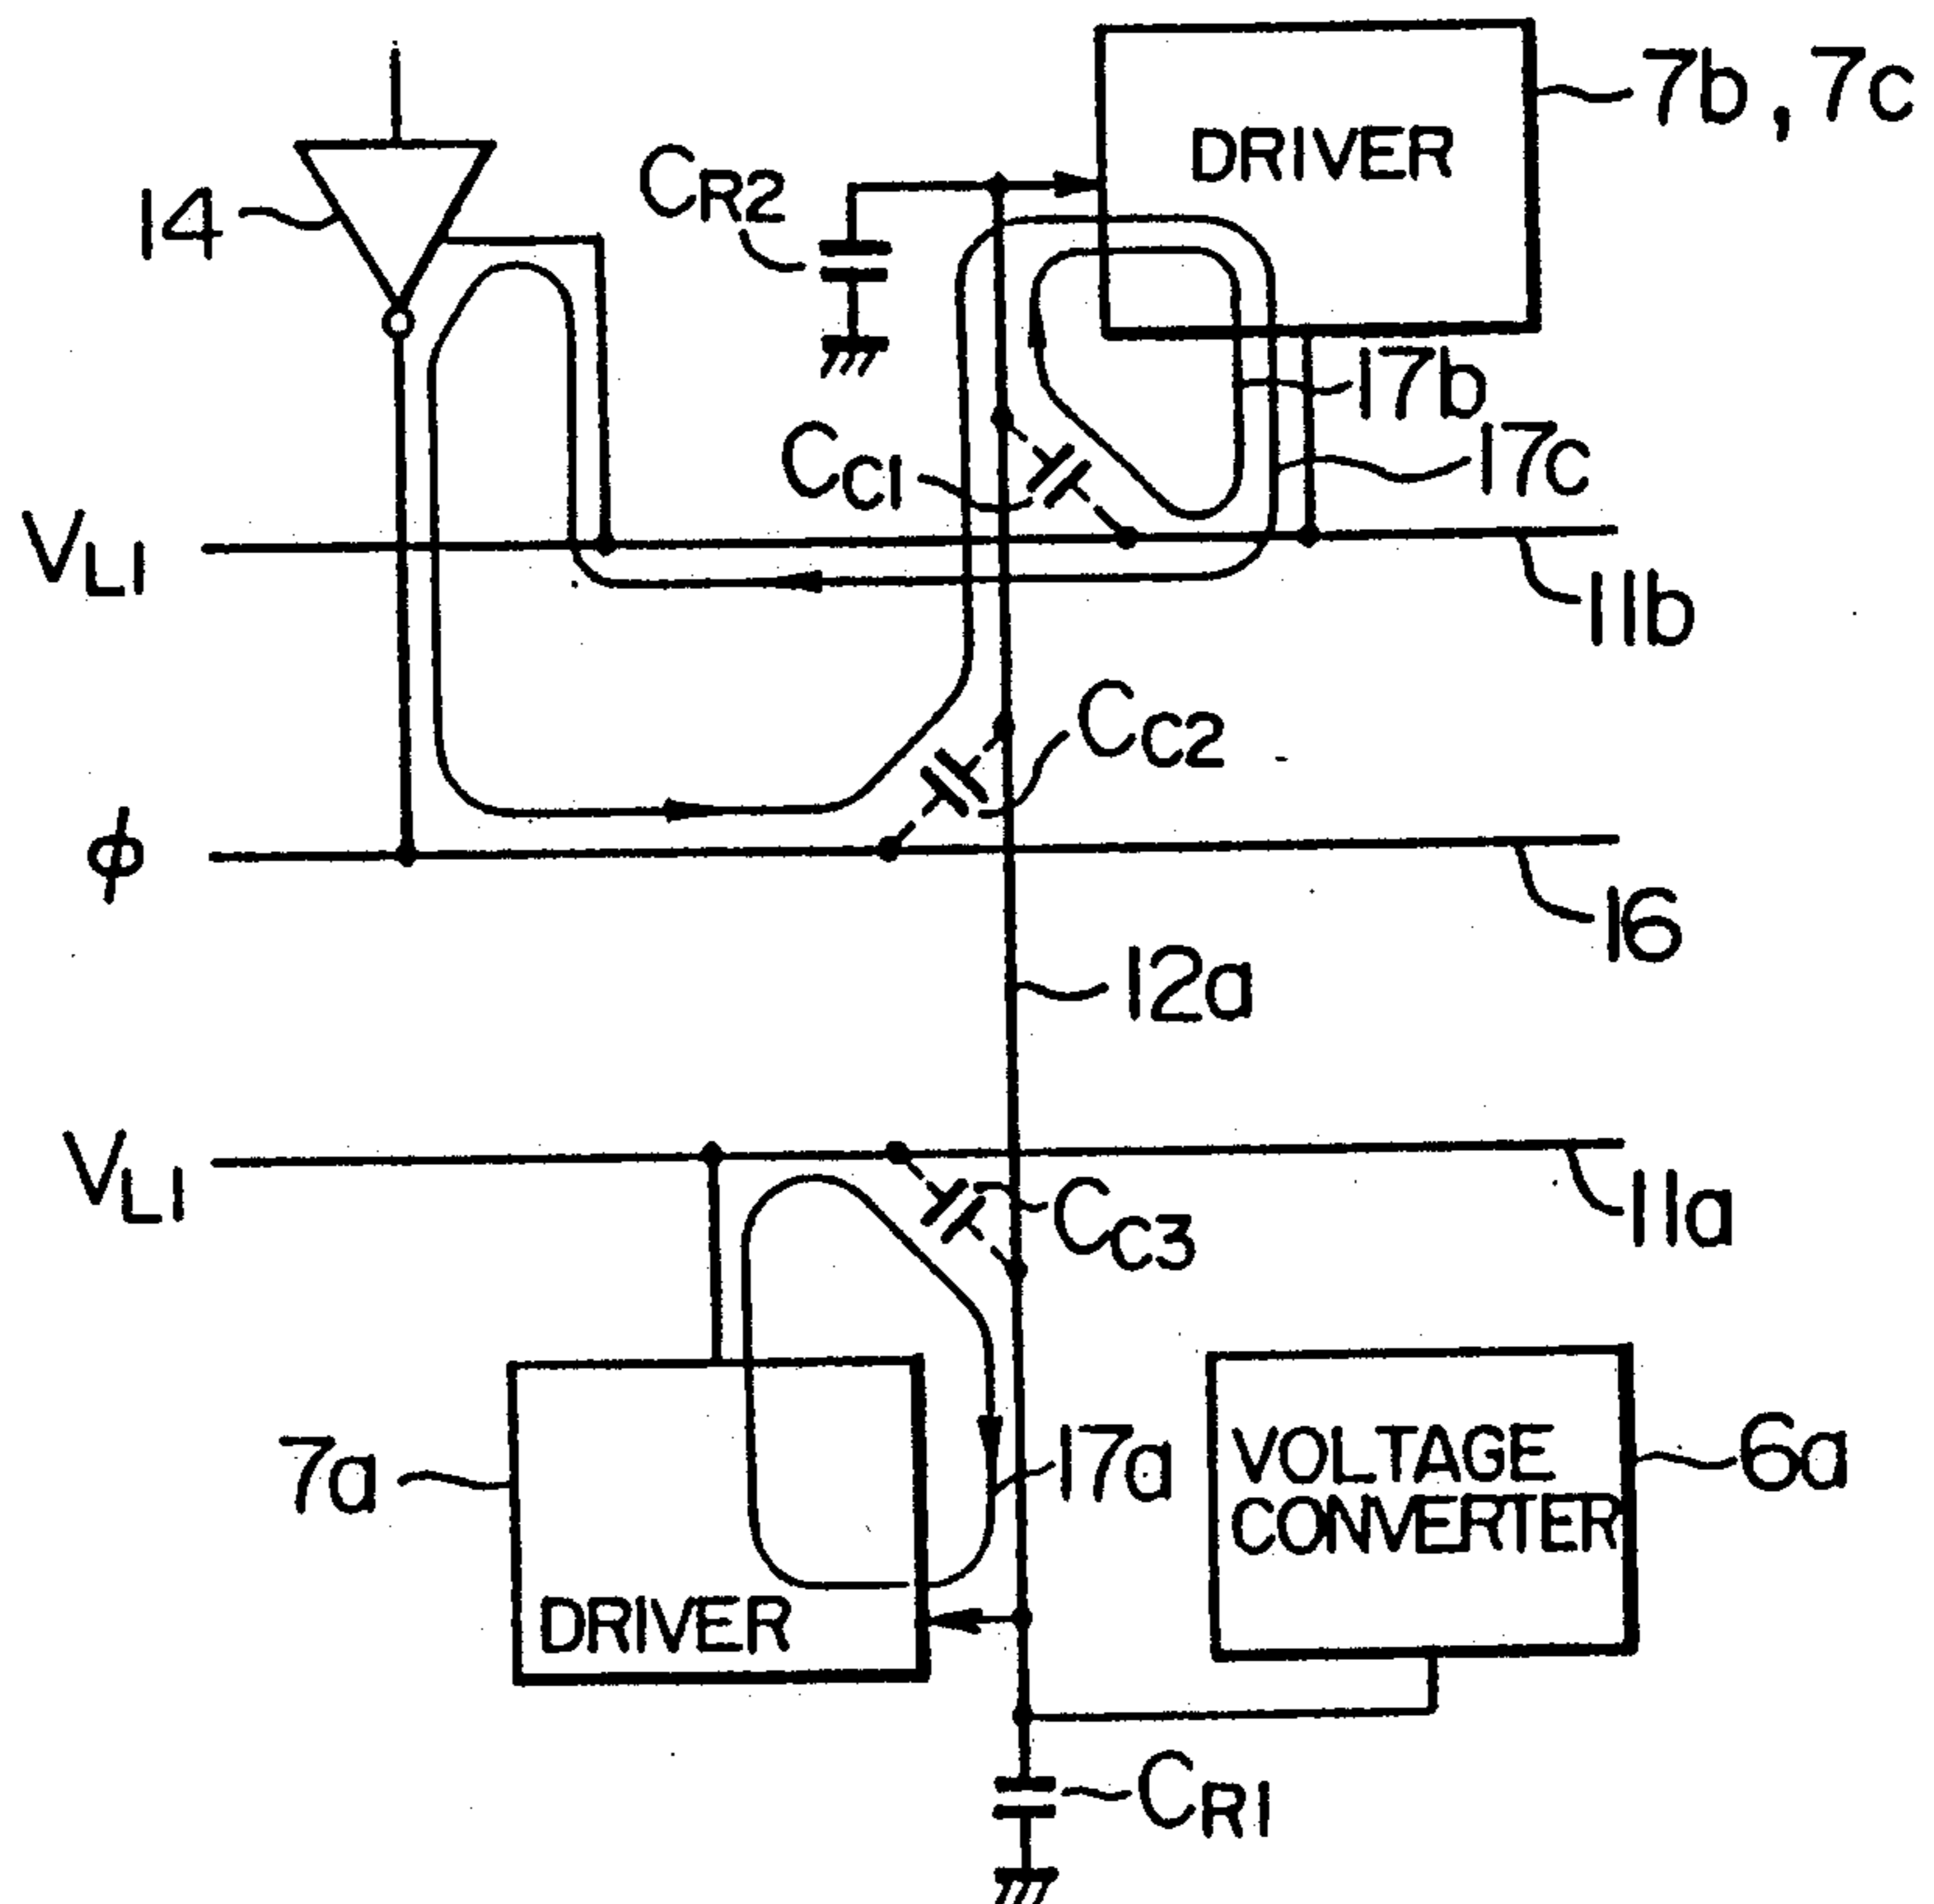 7b, 7c
DRIVER
CR2
14
17b
17c
CC1
VL1
11b
CC2
φ
16
12a
VL1
11a
CC3
7a
17a
VOLTAGE
CONVERTER
6a
DRIVER
CR1